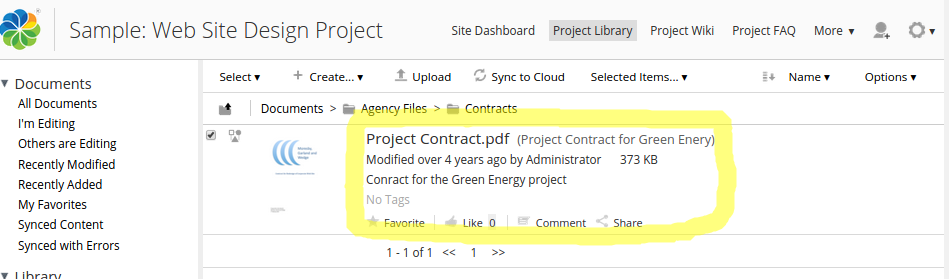 Sample: Web Site Design Project
Site Dashboard Project Library Project Wiki Project FAQ More
Documents
All Documents
I'm Editing
Others are Editing
Recently Modified
Recently Added
My Favorites
Synced Content
Synced with Errors
Library
Select Create... Upload Sync to Cloud Selected Items... Name Options
Documents > Agency Files > Contracts
Project Contract.pdf (Project Contract for Green Enery)
Modified over 4 years ago by Administrator 373 KB
Conract for the Green Energy project
No Tags
Favorite Like 0 Comment Share
1 - 1 of 1 << 1 >>